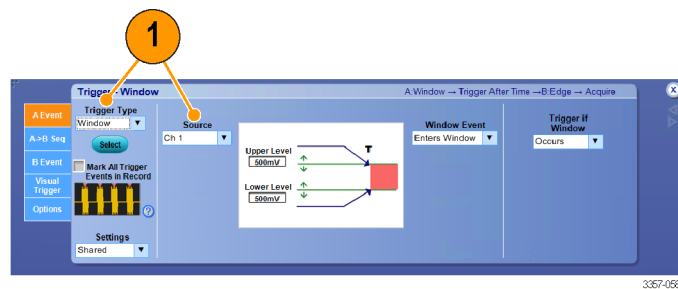 1
Trigger - Window
A:Window → Trigger After Time →B:Edge → Acquire
x
A Event
A>B Seq
B Event
Visual
Trigger
Options
Trigger Type
Window
Select
Mark All Trigger
Events in Record
?
Settings
Shared
Source
Ch 1
Upper Level
500mV
Lower Level
500mV
T
Window Event
Enters Window
Trigger if
Window
Occurs
3357-058